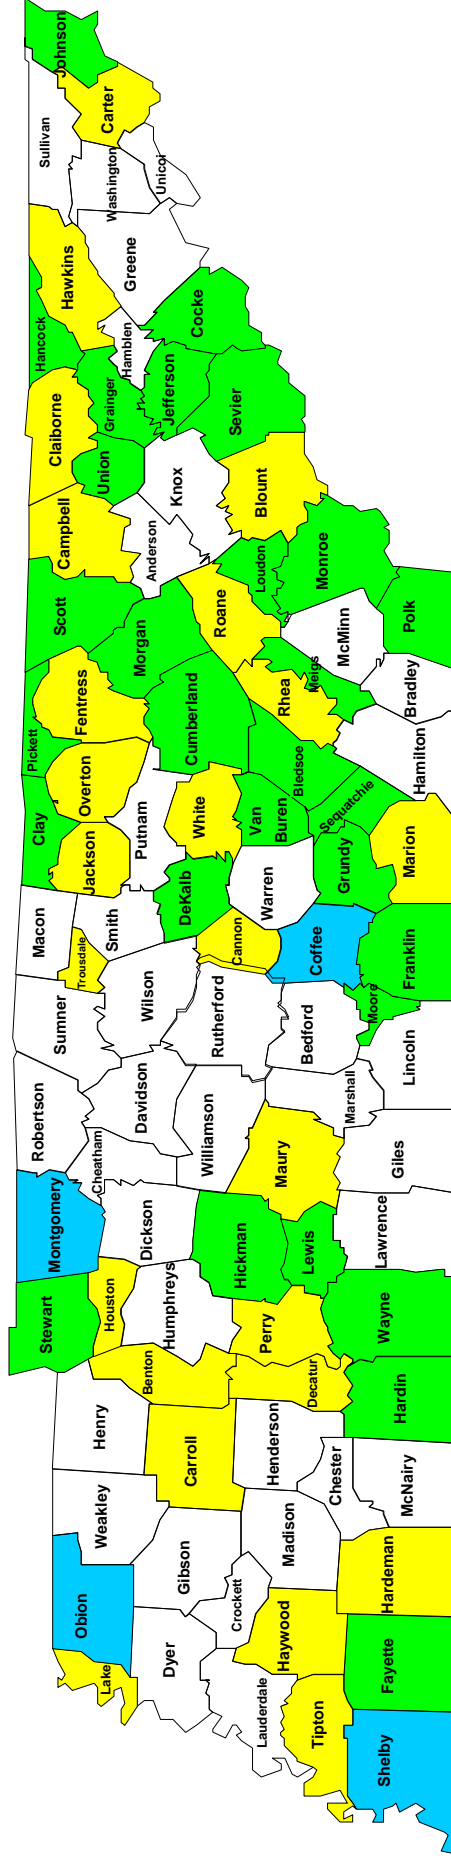 Johnson
Carter
Sullivan
Washington
Unicoi
Hawkins
Greene
Hancock
Hamblen
Cocke
Claiborne
Grainger
Jefferson
Sevier
Union
Knox
Campbell
Anderson
Blount
Loudon
Monroe
Scott
Morgan
Roane
McMinn
Polk
Fentress
Cumberland
Rhea
Meigs
Bradley
Pickett
Overton
Bledsoe
Hamilton
Clay
Putnam
White
Van
Buren
Sequatchie
Jackson
DeKalb
Warren
Grundy
Marion
Macon
Smith
Trousdale
Cannon
Coffee
Franklin
Sumner
Wilson
Rutherford
Bedford
Moore
Lincoln
Robertson
Davidson
Cheatham
Williamson
Marshall
Maury
Giles
Montgomery
Dickson
Hickman
Lewis
Lawrence
Stewart
Houston
Humphreys
Perry
Wayne
Benton
Decatur
Henry
Carroll
Henderson
Hardin
Weakley
Chester
McNairy
Gibson
Madison
Obion
Crockett
Hardeman
Lake
Dyer
Haywood
Fayette
Lauderdale
Tipton
Shelby